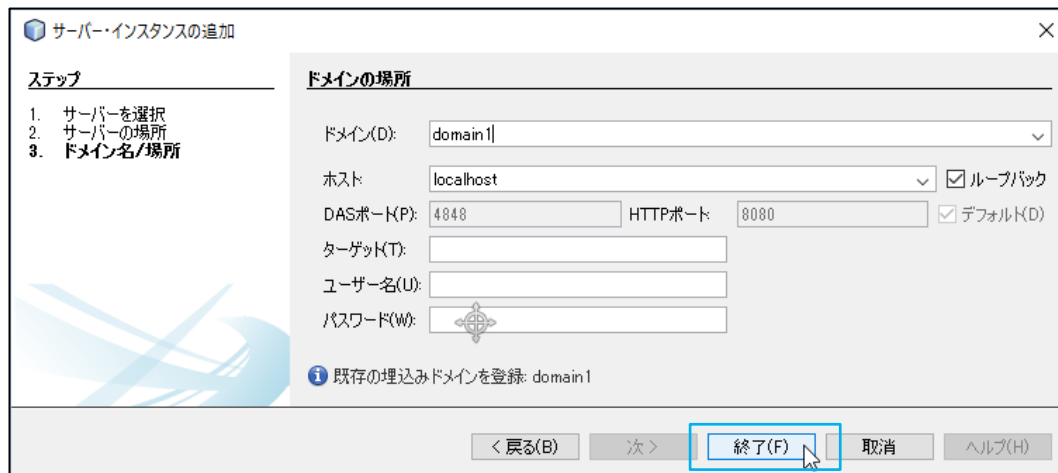 サーバー・インスタンスの追加
ステップ
1. サーバーを選択
2. サーバーの場所
3. ドメイン名/場所
ドメインの場所
ドメイン(D): domain1
ホスト: localhost ループバック
DASポート(P): 4848 HTTPポート: 8080 デフォルト(D)
ターゲット(T):
ユーザー名(U):
パスワード(W):
既存の埋込みドメインを登録: domain1
< 戻る(B) 次 > 終了(F) 取消 ヘルプ(H)